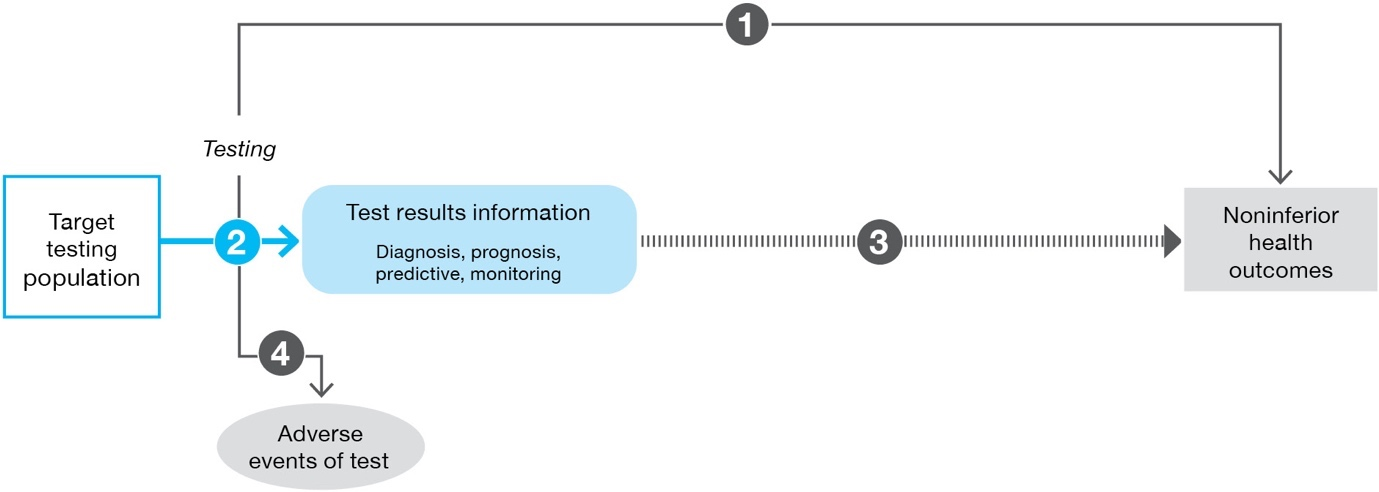 1
Testing
Target
testing
population
2
Test results information
Diagnosis, prognosis,
predictive, monitoring
3
Noninferior
health
outcomes
4
Adverse
events of test